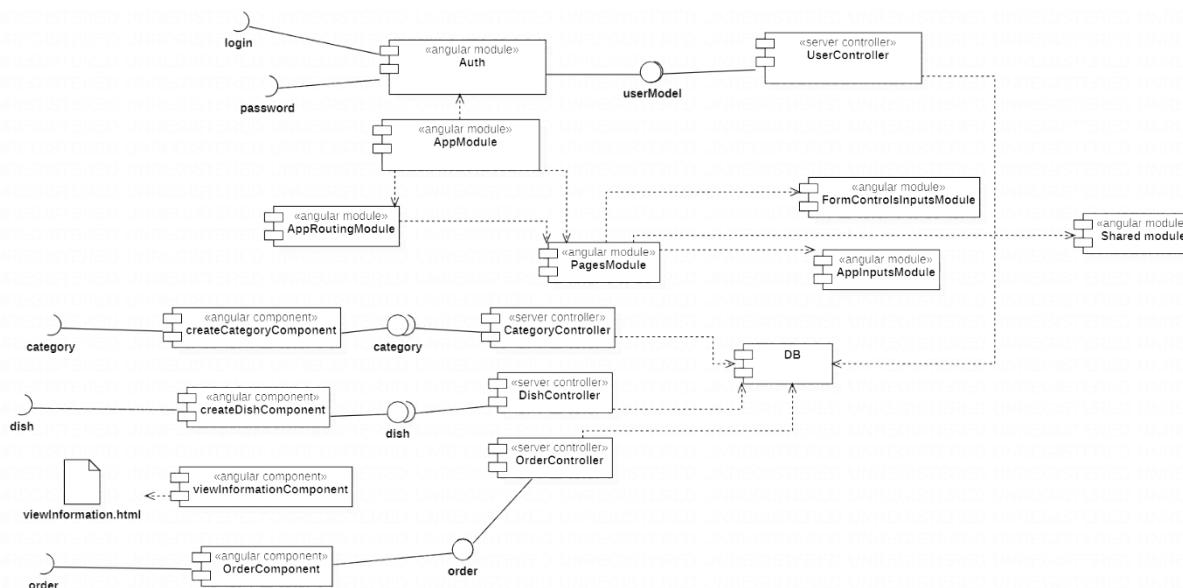 login
«angular module»
Auth
«server controller»
UserController
password
userModel
«angular module»
AppModule
«angular module»
FormControlsInputsModule
«angular module»
AppRoutingModule
«angular module»
Shared module
«angular module»
PagesModule
«angular module»
AppInputsModule
«angular component»
createCategoryComponent
«server controller»
CategoryController
category
category
DB
«angular component»
createDishComponent
«server controller»
DishController
dish
dish
«server controller»
OrderController
«angular component»
viewInformationComponent
viewInformation.html
«angular component»
OrderComponent
order
order